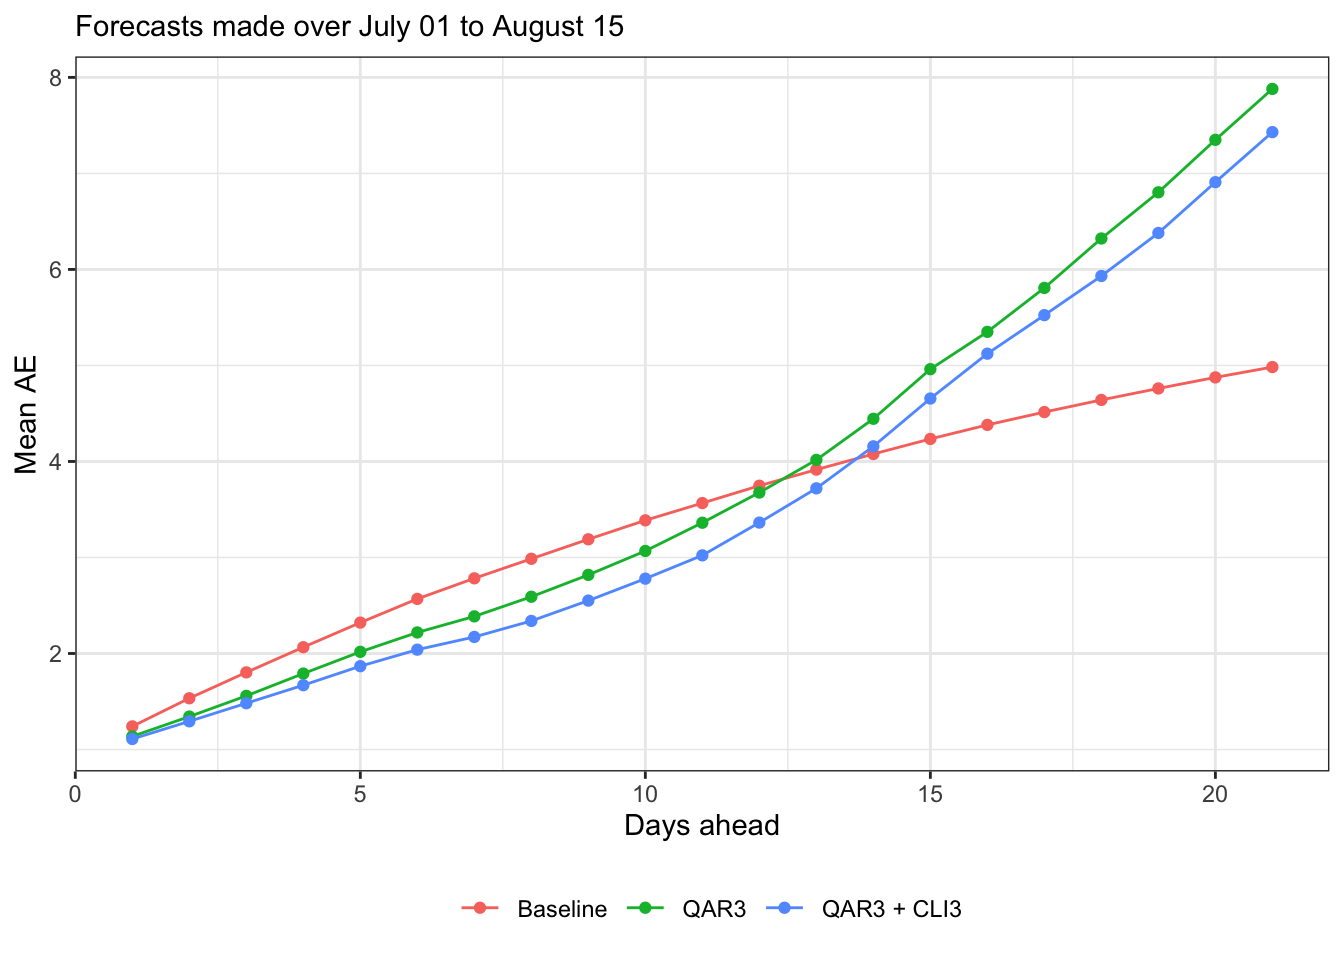 Forecasts made over July 01 to August 15
8
6
4
2
Mean AE
0 5 10 15 20
Days ahead
Baseline QAR3 QAR3 + CLI3